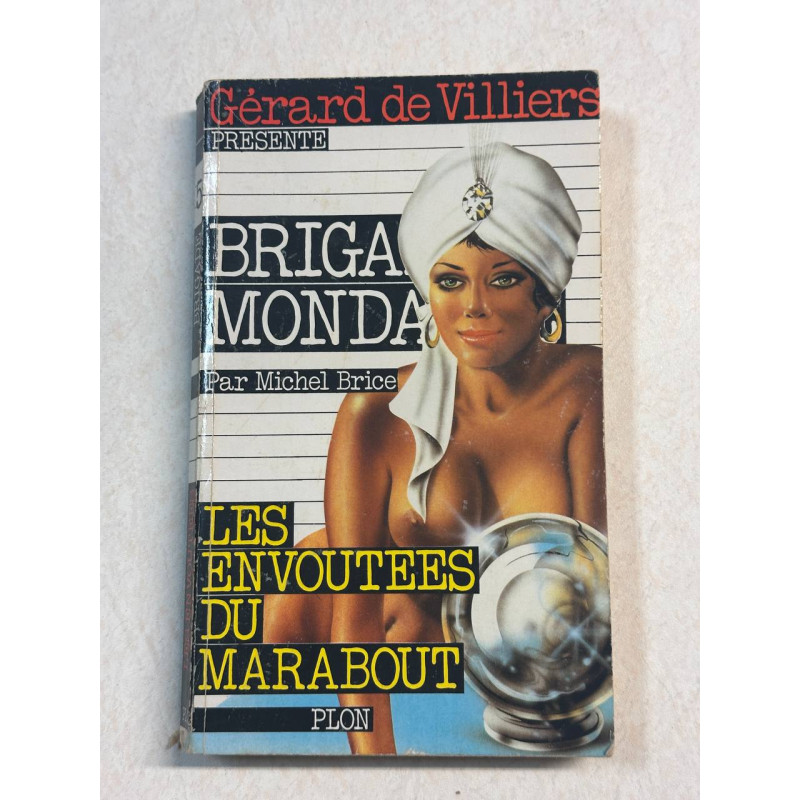 Gérard de Villiers
PRESENTE
BRIGA
MONDA
Par Michel Brice
LES
ENVOUTEES
DU
MARABOUT
PLON